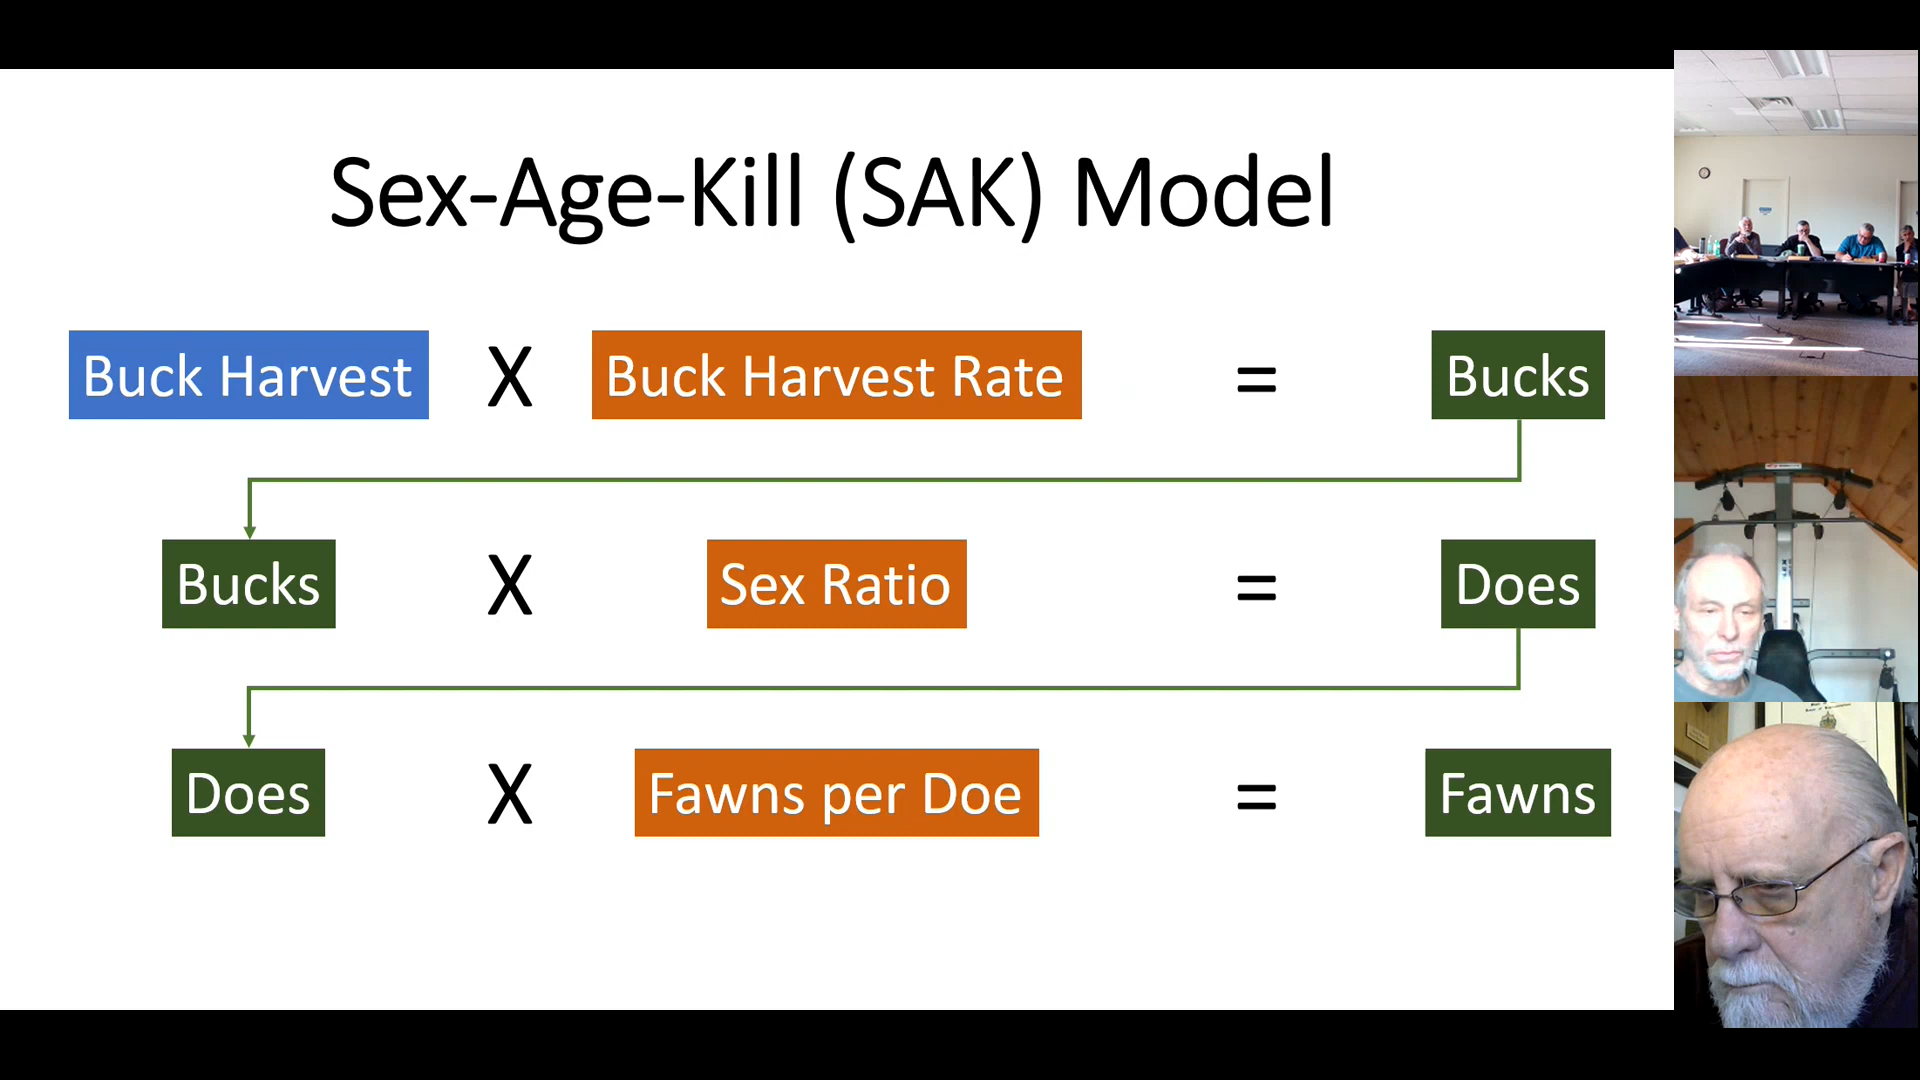 Sex-Age-Kill (SAK) Model
Buck Harvest X Buck Harvest Rate = Bucks
Bucks X Sex Ratio = Does
Does X Fawns per Doe = Fawns